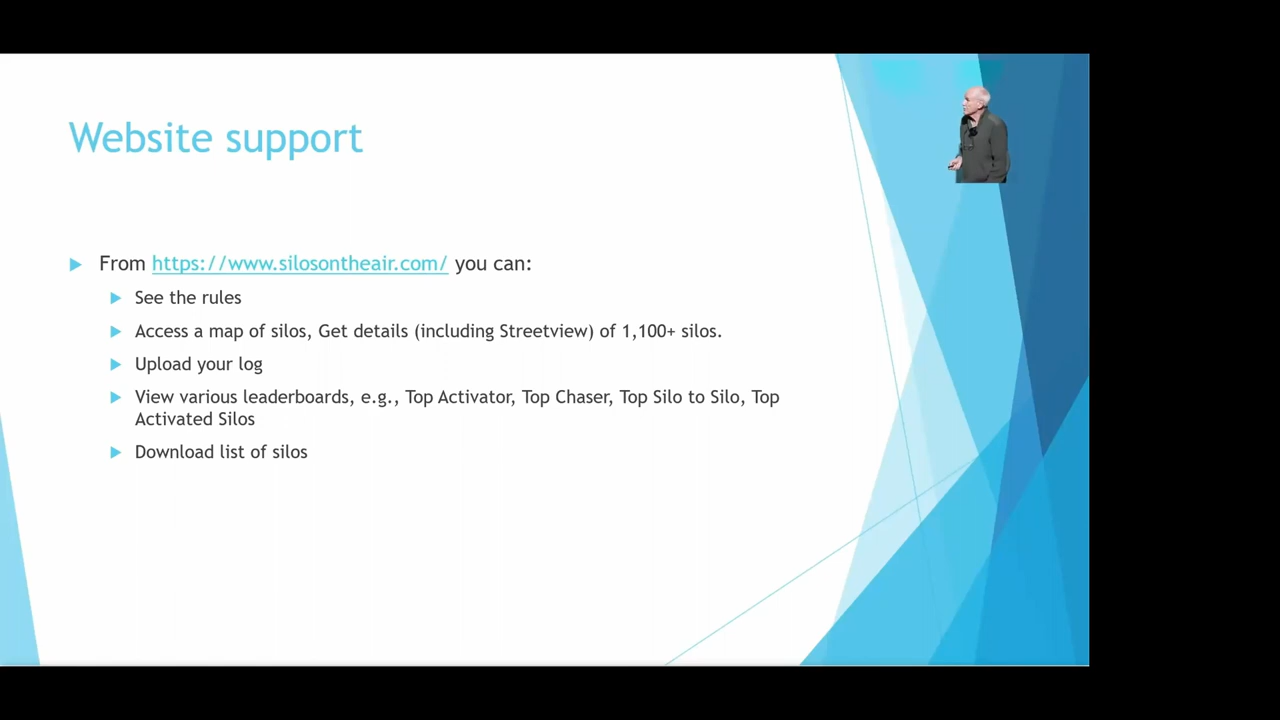 Website support
From https://www.silosontheair.com/ you can:
See the rules
Access a map of silos, Get details (including Streetview) of 1,100+ silos.
Upload your log
View various leaderboards, e.g., Top Activator, Top Chaser, Top Silo to Silo, Top
Activated Silos
Download list of silos